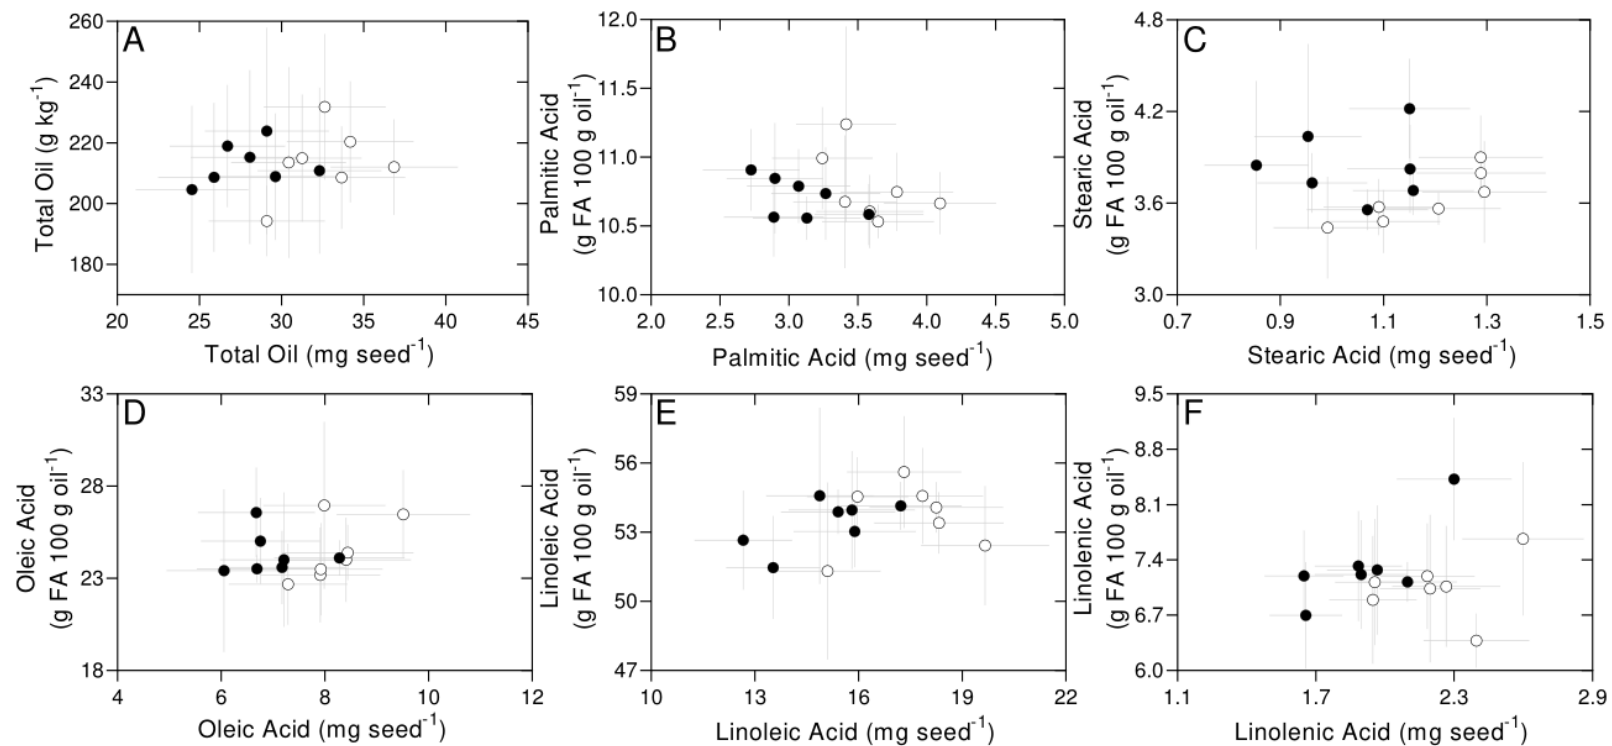 A
260
240
220
200
180
Total Oil (g kg-1)
20 25 30 35 40 45
Total Oil (mg seed-1)
B
12.0
11.5
11.0
10.5
10.0
Palmitic Acid
(g FA 100 g oil-1)
2.0 2.5 3.0 3.5 4.0 4.5 5.0
Palmitic Acid (mg seed-1)
C
4.8
4.2
3.6
3.0
Stearic Acid
(g FA 100 g oil-1)
0.7 0.9 1.1 1.3 1.5
Stearic Acid (mg seed-1)
D
33
28
23
18
Oleic Acid
(g FA 100 g oil-1)
4 6 8 10 12
Oleic Acid (mg seed-1)
E
59
56
53
50
47
Linoleic Acid
(g FA 100 g oil-1)
10 13 16 19 22
Linoleic Acid (mg seed-1)
F
9.5
8.8
8.1
7.4
6.7
6.0
Linolenic Acid
(g FA 100 g oil-1)
1.1 1.7 2.3 2.9
Linolenic Acid (mg seed-1)